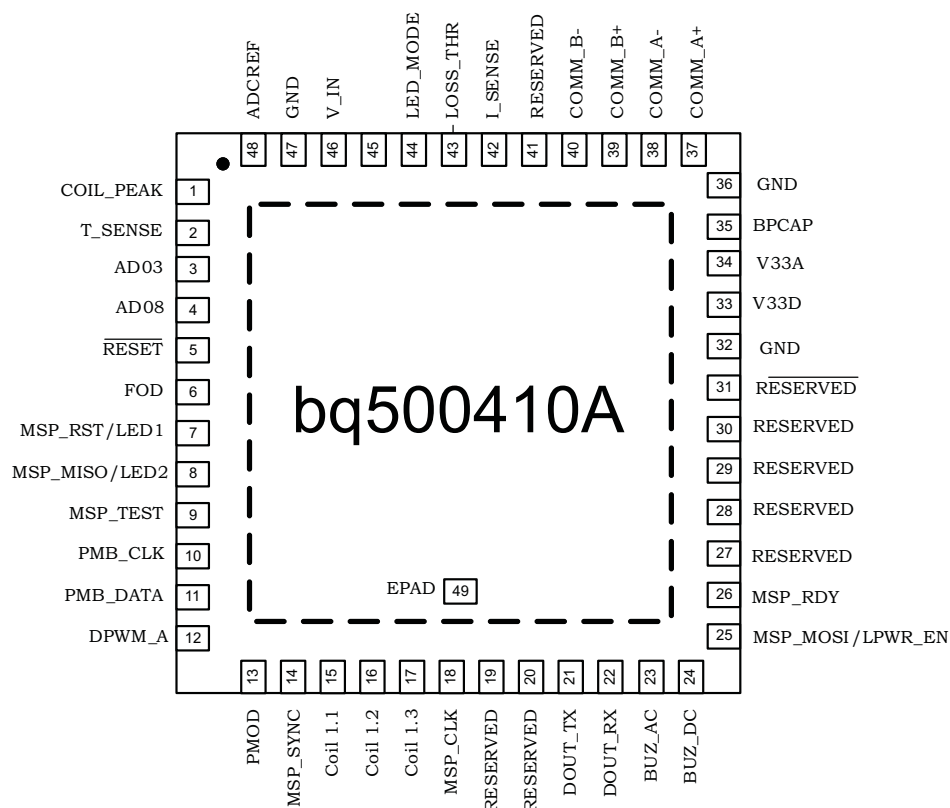 ADCREF
GND
V_IN
LED_MODE
LOSS_THR
I_SENSE
RESERVED
COMM_B-
COMM_B+
COMM_A-
COMM_A+
48
47
46
45
44
43
42
41
40
39
38
37
COIL_PEAK 1
T_SENSE 2
AD03 3
AD08 4
RESET 5
FOD 6
MSP_RST/LED1 7
MSP_MISO/LED2 8
MSP_TEST 9
PMB_CLK 10
PMB_DATA 11
DPWM_A 12
bq500410A
EPAD 49
36 GND
35 BPCAP
34 V33A
33 V33D
32 GND
31 RESERVED
30 RESERVED
29 RESERVED
28 RESERVED
27 RESERVED
26 MSP_RDY
25 MSP_MOSI/LPWR_EN
13
14
15
16
17
18
19
20
21
22
23
24
PMOD
MSP_SYNC
Coil 1.1
Coil 1.2
Coil 1.3
MSP_CLK
RESERVED
RESERVED
DOUT_TX
DOUT_RX
BUZ_AC
BUZ_DC